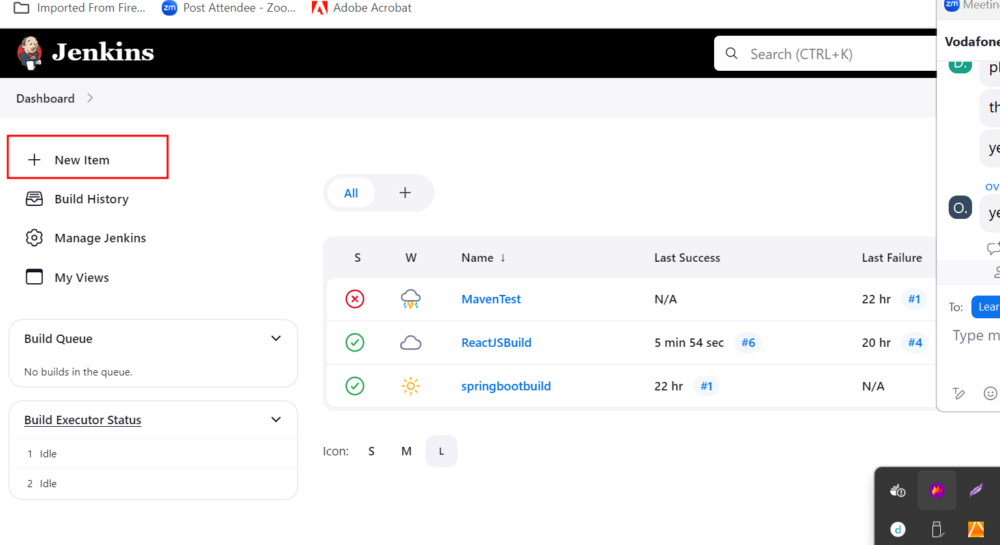 Imported From Fire...
zm Post Attendee - Zoo...
Adobe Acrobat
zm Meetin
Jenkins
Search (CTRL+K)
Vodafone
Dashboard
D.
pl
th
ye
New Item
Build History
Manage Jenkins
My Views
All
ov
O.
ye
S W Name ↓ Last Success Last Failure
MavenTest N/A 22 hr #1
ReactJSBuild 5 min 54 sec #6 20 hr #4
springbootbuild 22 hr #1 N/A
To: Lear
Type m
Build Queue
No builds in the queue.
Build Executor Status
1 Idle
2 Idle
Icon: S M L
d